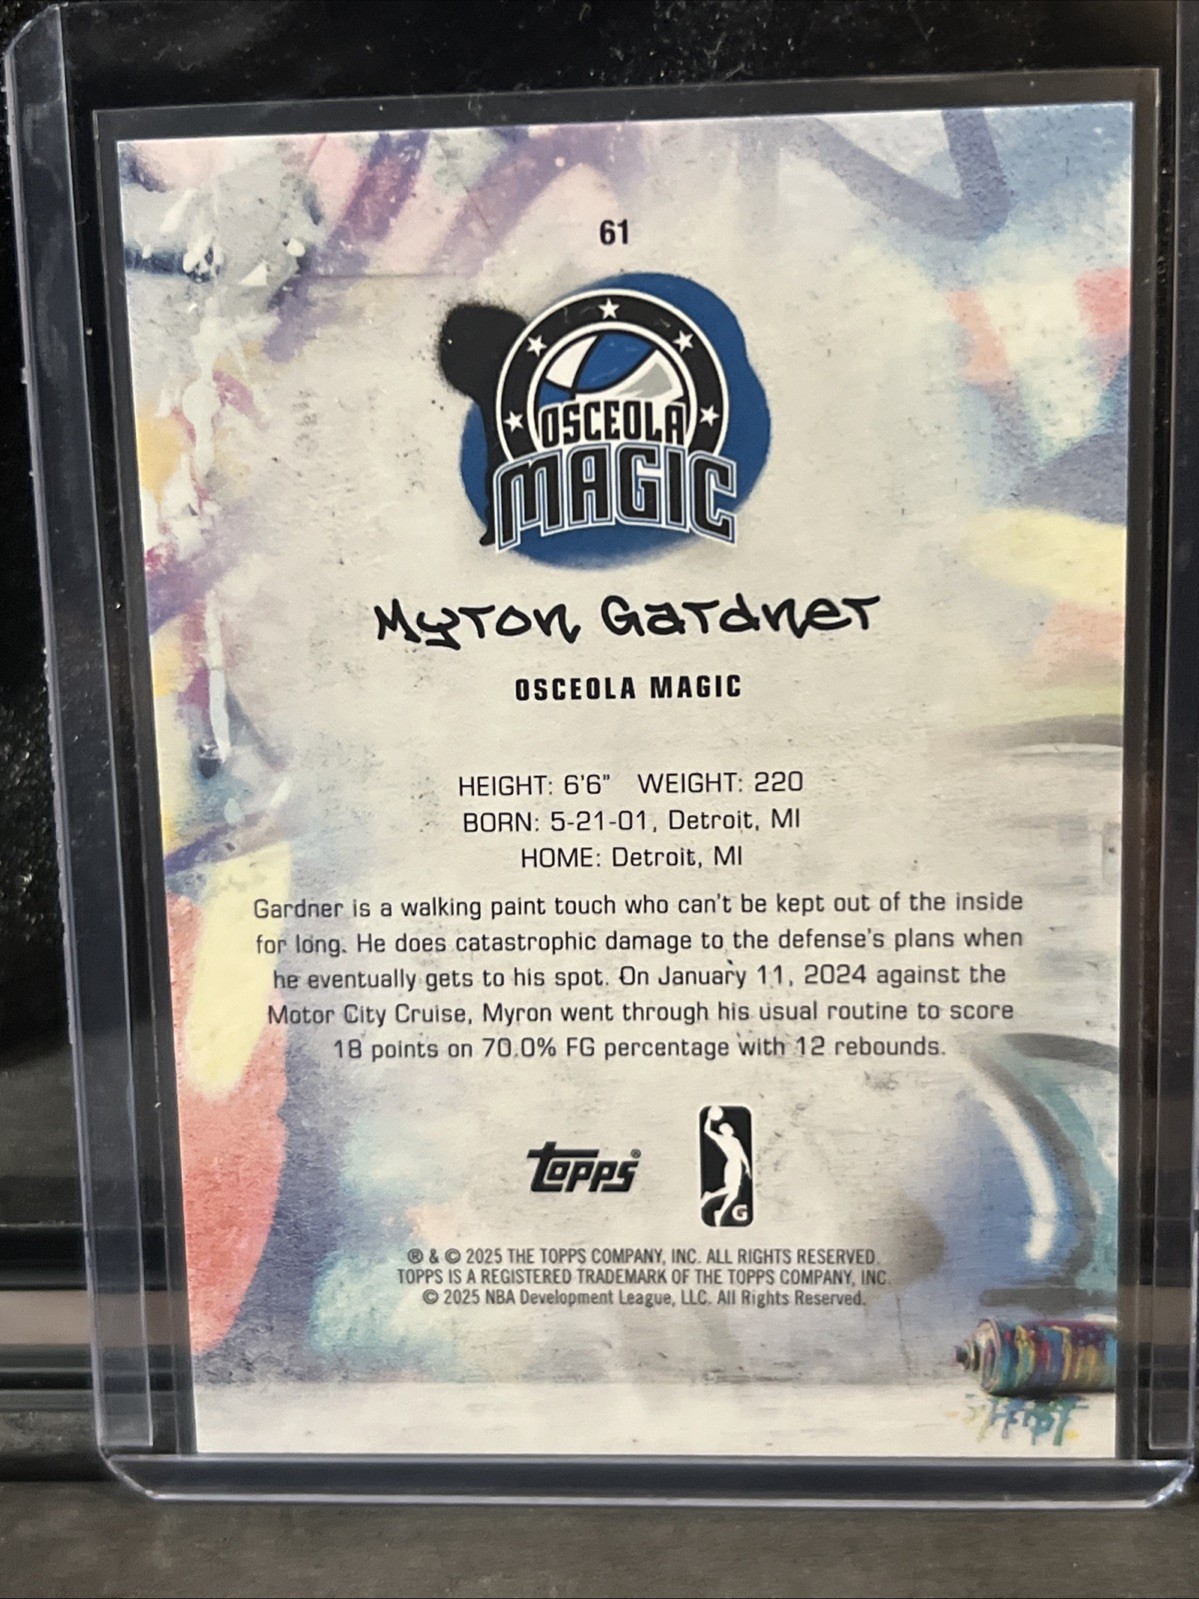 61
OSCEOLA
MAGIC
Myron Gardner
OSCEOLA MAGIC
HEIGHT: 6'6" WEIGHT: 220
BORN: 5-21-01, Detroit, MI
HOME: Detroit, MI
Gardner is a walking paint touch who can't be kept out of the inside
for long. He does catastrophic damage to the defense's plans when
he eventually gets to his spot. On January 11, 2024 against the
Motor City Cruise, Myron went through his usual routine to score
18 points on 70.0% FG percentage with 12 rebounds.
topps®
G
® & © 2025 THE TOPPS COMPANY, INC. ALL RIGHTS RESERVED.
TOPPS IS A REGISTERED TRADEMARK OF THE TOPPS COMPANY, INC.
© 2025 NBA Development League, LLC. All Rights Reserved.